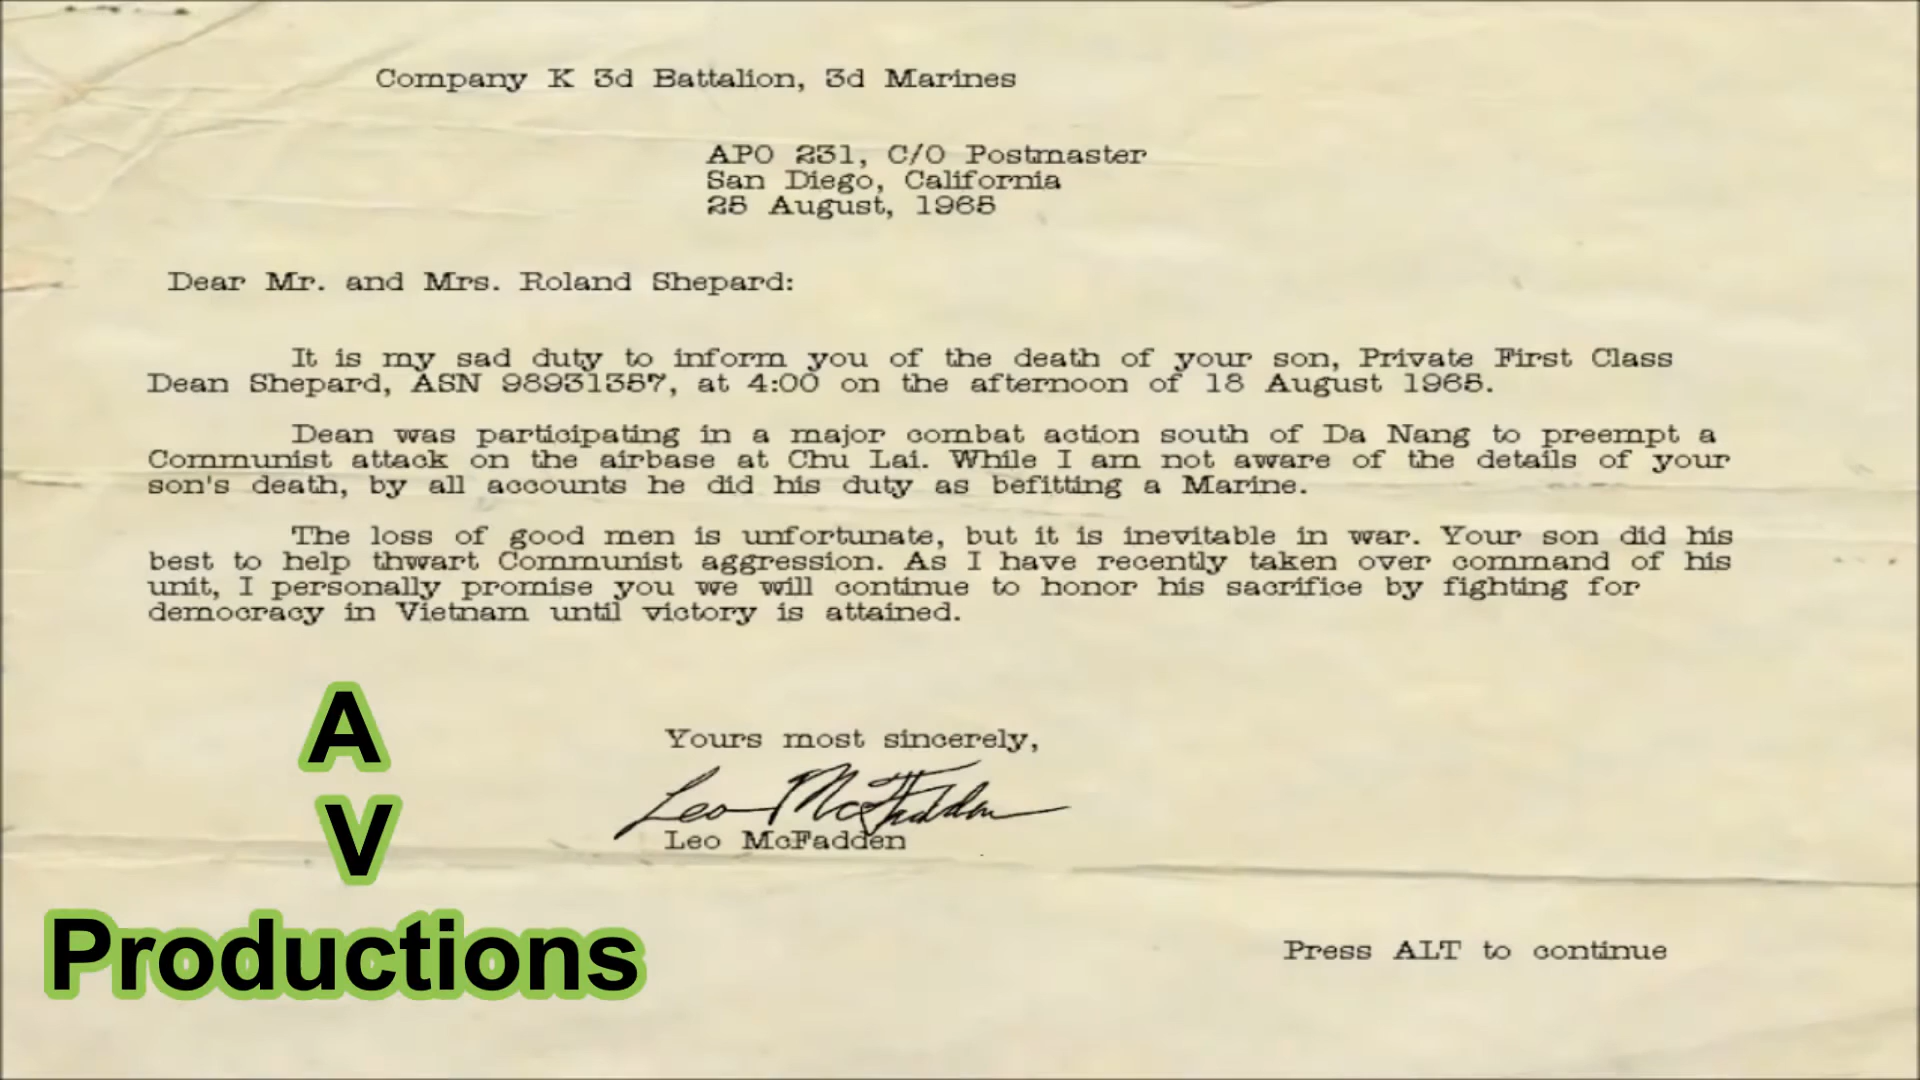 Company K 3d Battalion, 3d Marines
APO 231, C/O Postmaster
San Diego, California
25 August, 1965
Dear Mr. and Mrs. Roland Shepard:
It is my sad duty to inform you of the death of your son, Private First Class
Dean Shepard, ASN 98931357, at 4:00 on the afternoon of 18 August 1965.
Dean was participating in a major combat action south of Da Nang to preempt a
Communist attack on the airbase at Chu Lai. While I am not aware of the details of your
son's death, by all accounts he did his duty as befitting a Marine.
The loss of good men is unfortunate, but it is inevitable in war. Your son did his
best to help thwart Communist aggression. As I have recently taken over command of his
unit, I personally promise you we will continue to honor his sacrifice by fighting for
democracy in Vietnam until victory is attained.
Yours most sincerely,
Leo McFadden
Leo McFadden
A
V
Productions
Press ALT to continue